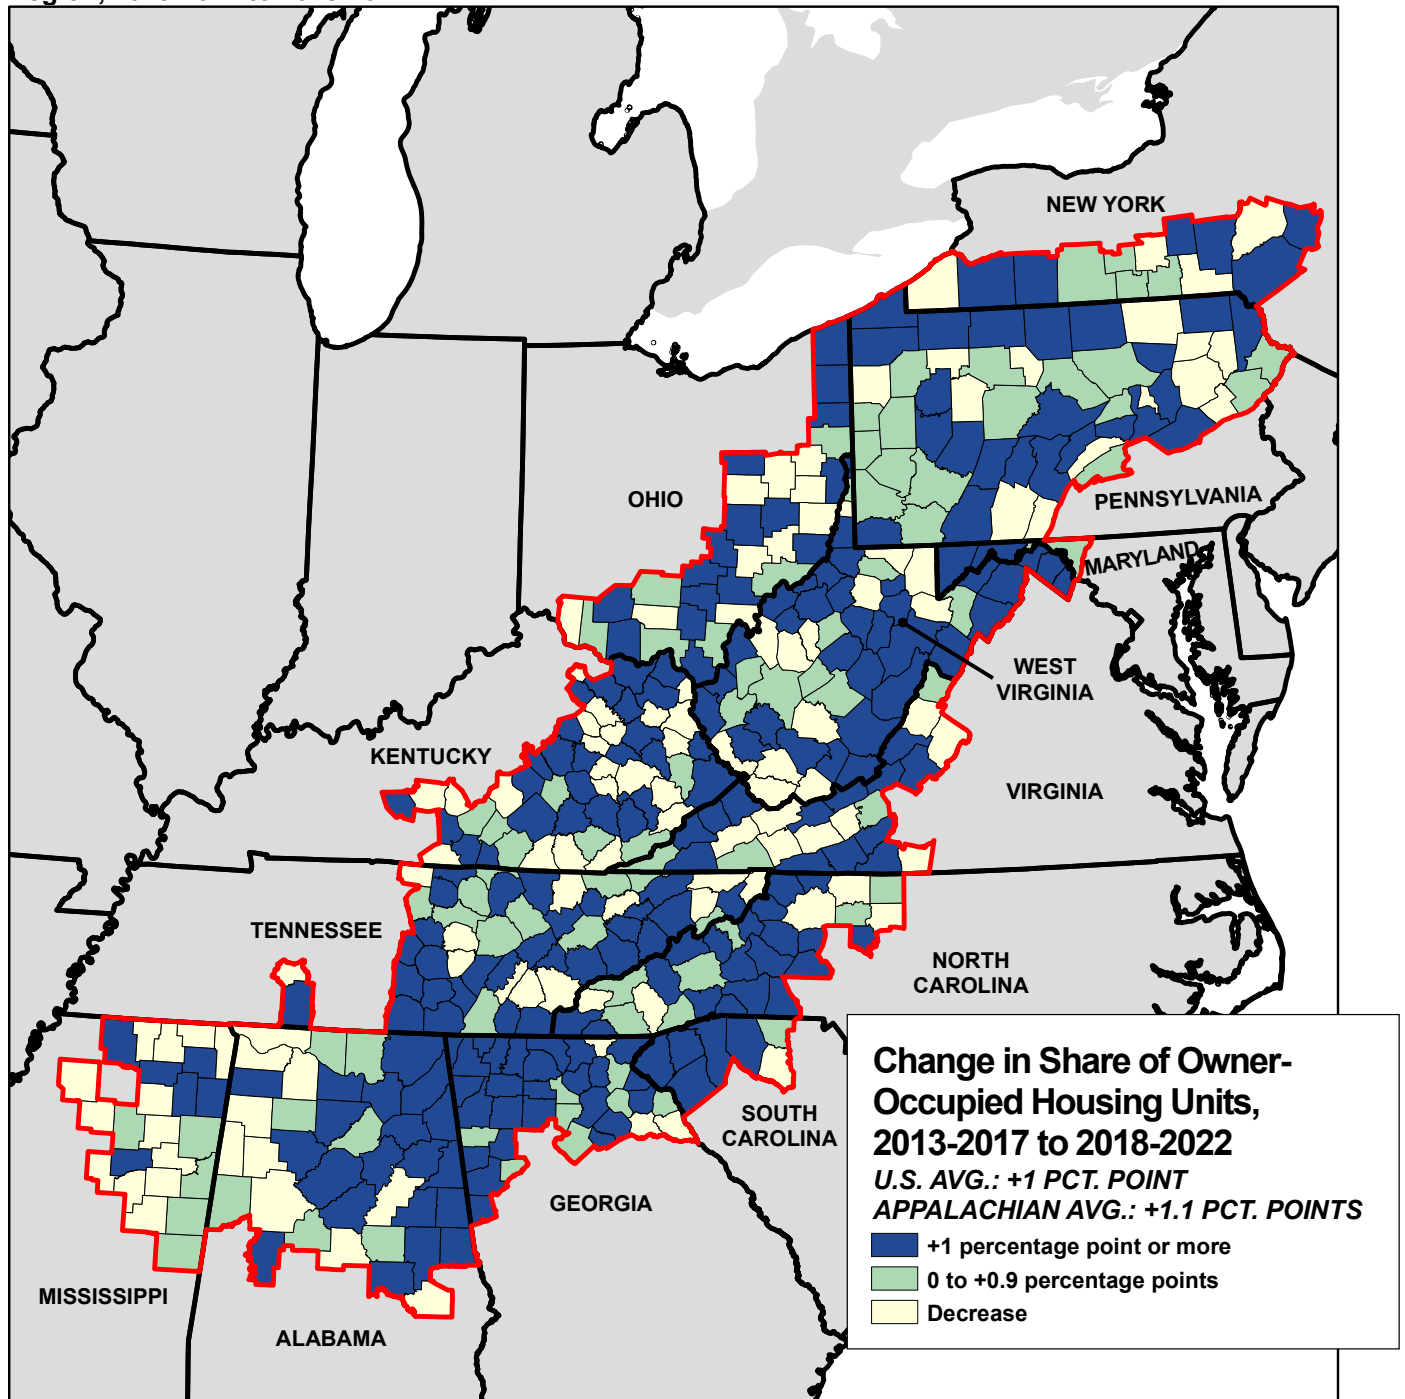 NEW YORK
PENNSYLVANIA
OHIO
MARYLAND
WEST
VIRGINIA
KENTUCKY
VIRGINIA
TENNESSEE
NORTH
CAROLINA
SOUTH
CAROLINA
GEORGIA
MISSISSIPPI
ALABAMA
Change in Share of Owner-
Occupied Housing Units,
2013-2017 to 2018-2022
U.S. AVG.: +1 PCT. POINT
APPALACHIAN AVG.: +1.1 PCT. POINTS
+1 percentage point or more
0 to +0.9 percentage points
Decrease